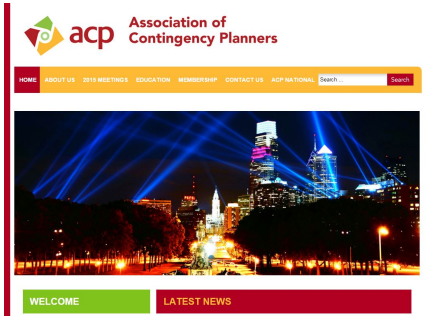 acp
Association of
Contingency Planners
HOME ABOUT US 2015 MEETINGS EDUCATION MEMBERSHIP CONTACT US ACP NATIONAL Search ... Search
WELCOME
LATEST NEWS